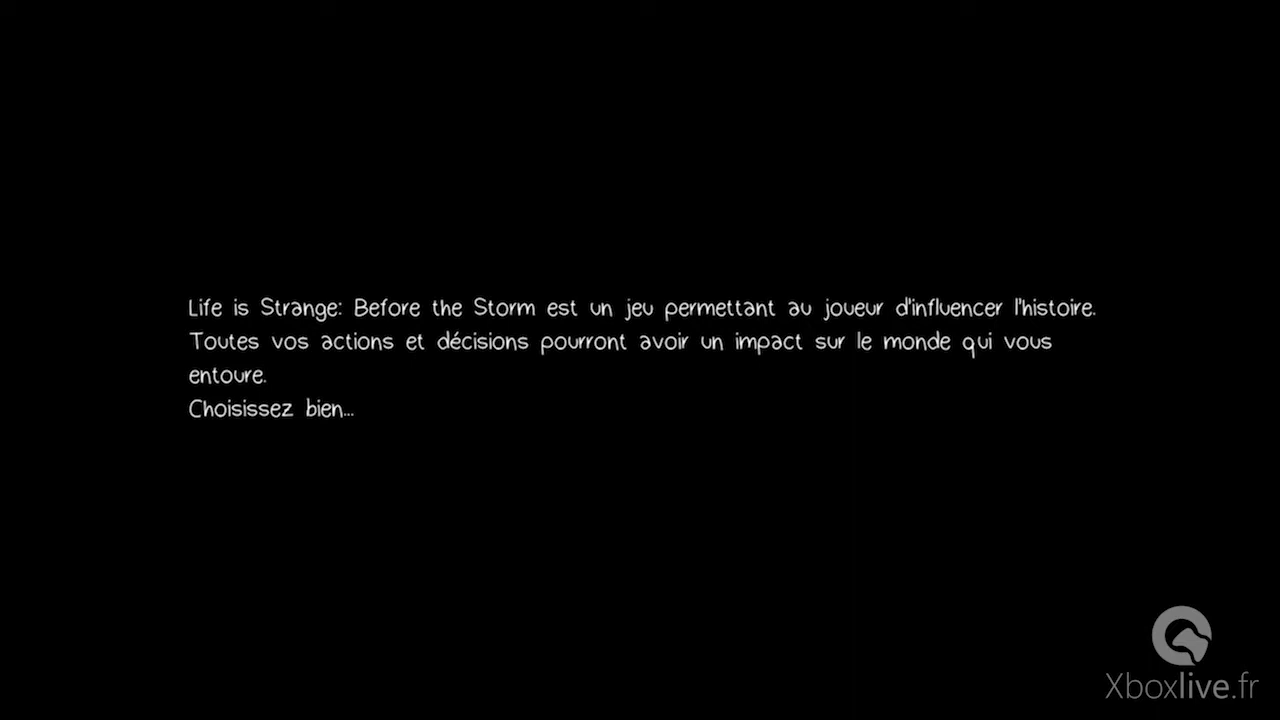 Life is Strange: Before the Storm est un jeu permettant au joueur d'influencer l'histoire.
Toutes vos actions et décisions pourront avoir un impact sur le monde qui vous
entoure.
Choisissez bien...
Xboxlive.fr